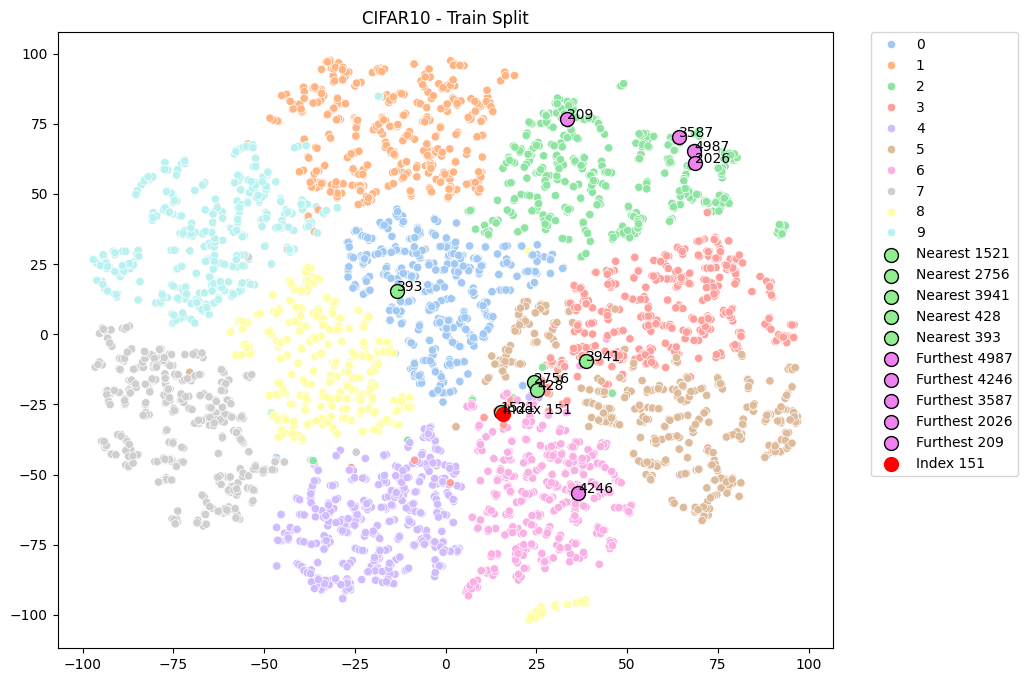 CIFAR10 - Train Split
100
75
50
25
0
−25
−50
−75
−100
−100
−75
−50
−25
0
25
50
75
100
209
3587
4987
2026
393
3941
2756
428
1521
Index 151
4246
0
1
2
3
4
5
6
7
8
9
Nearest 1521
Nearest 2756
Nearest 3941
Nearest 428
Nearest 393
Furthest 4987
Furthest 4246
Furthest 3587
Furthest 2026
Furthest 209
Index 151